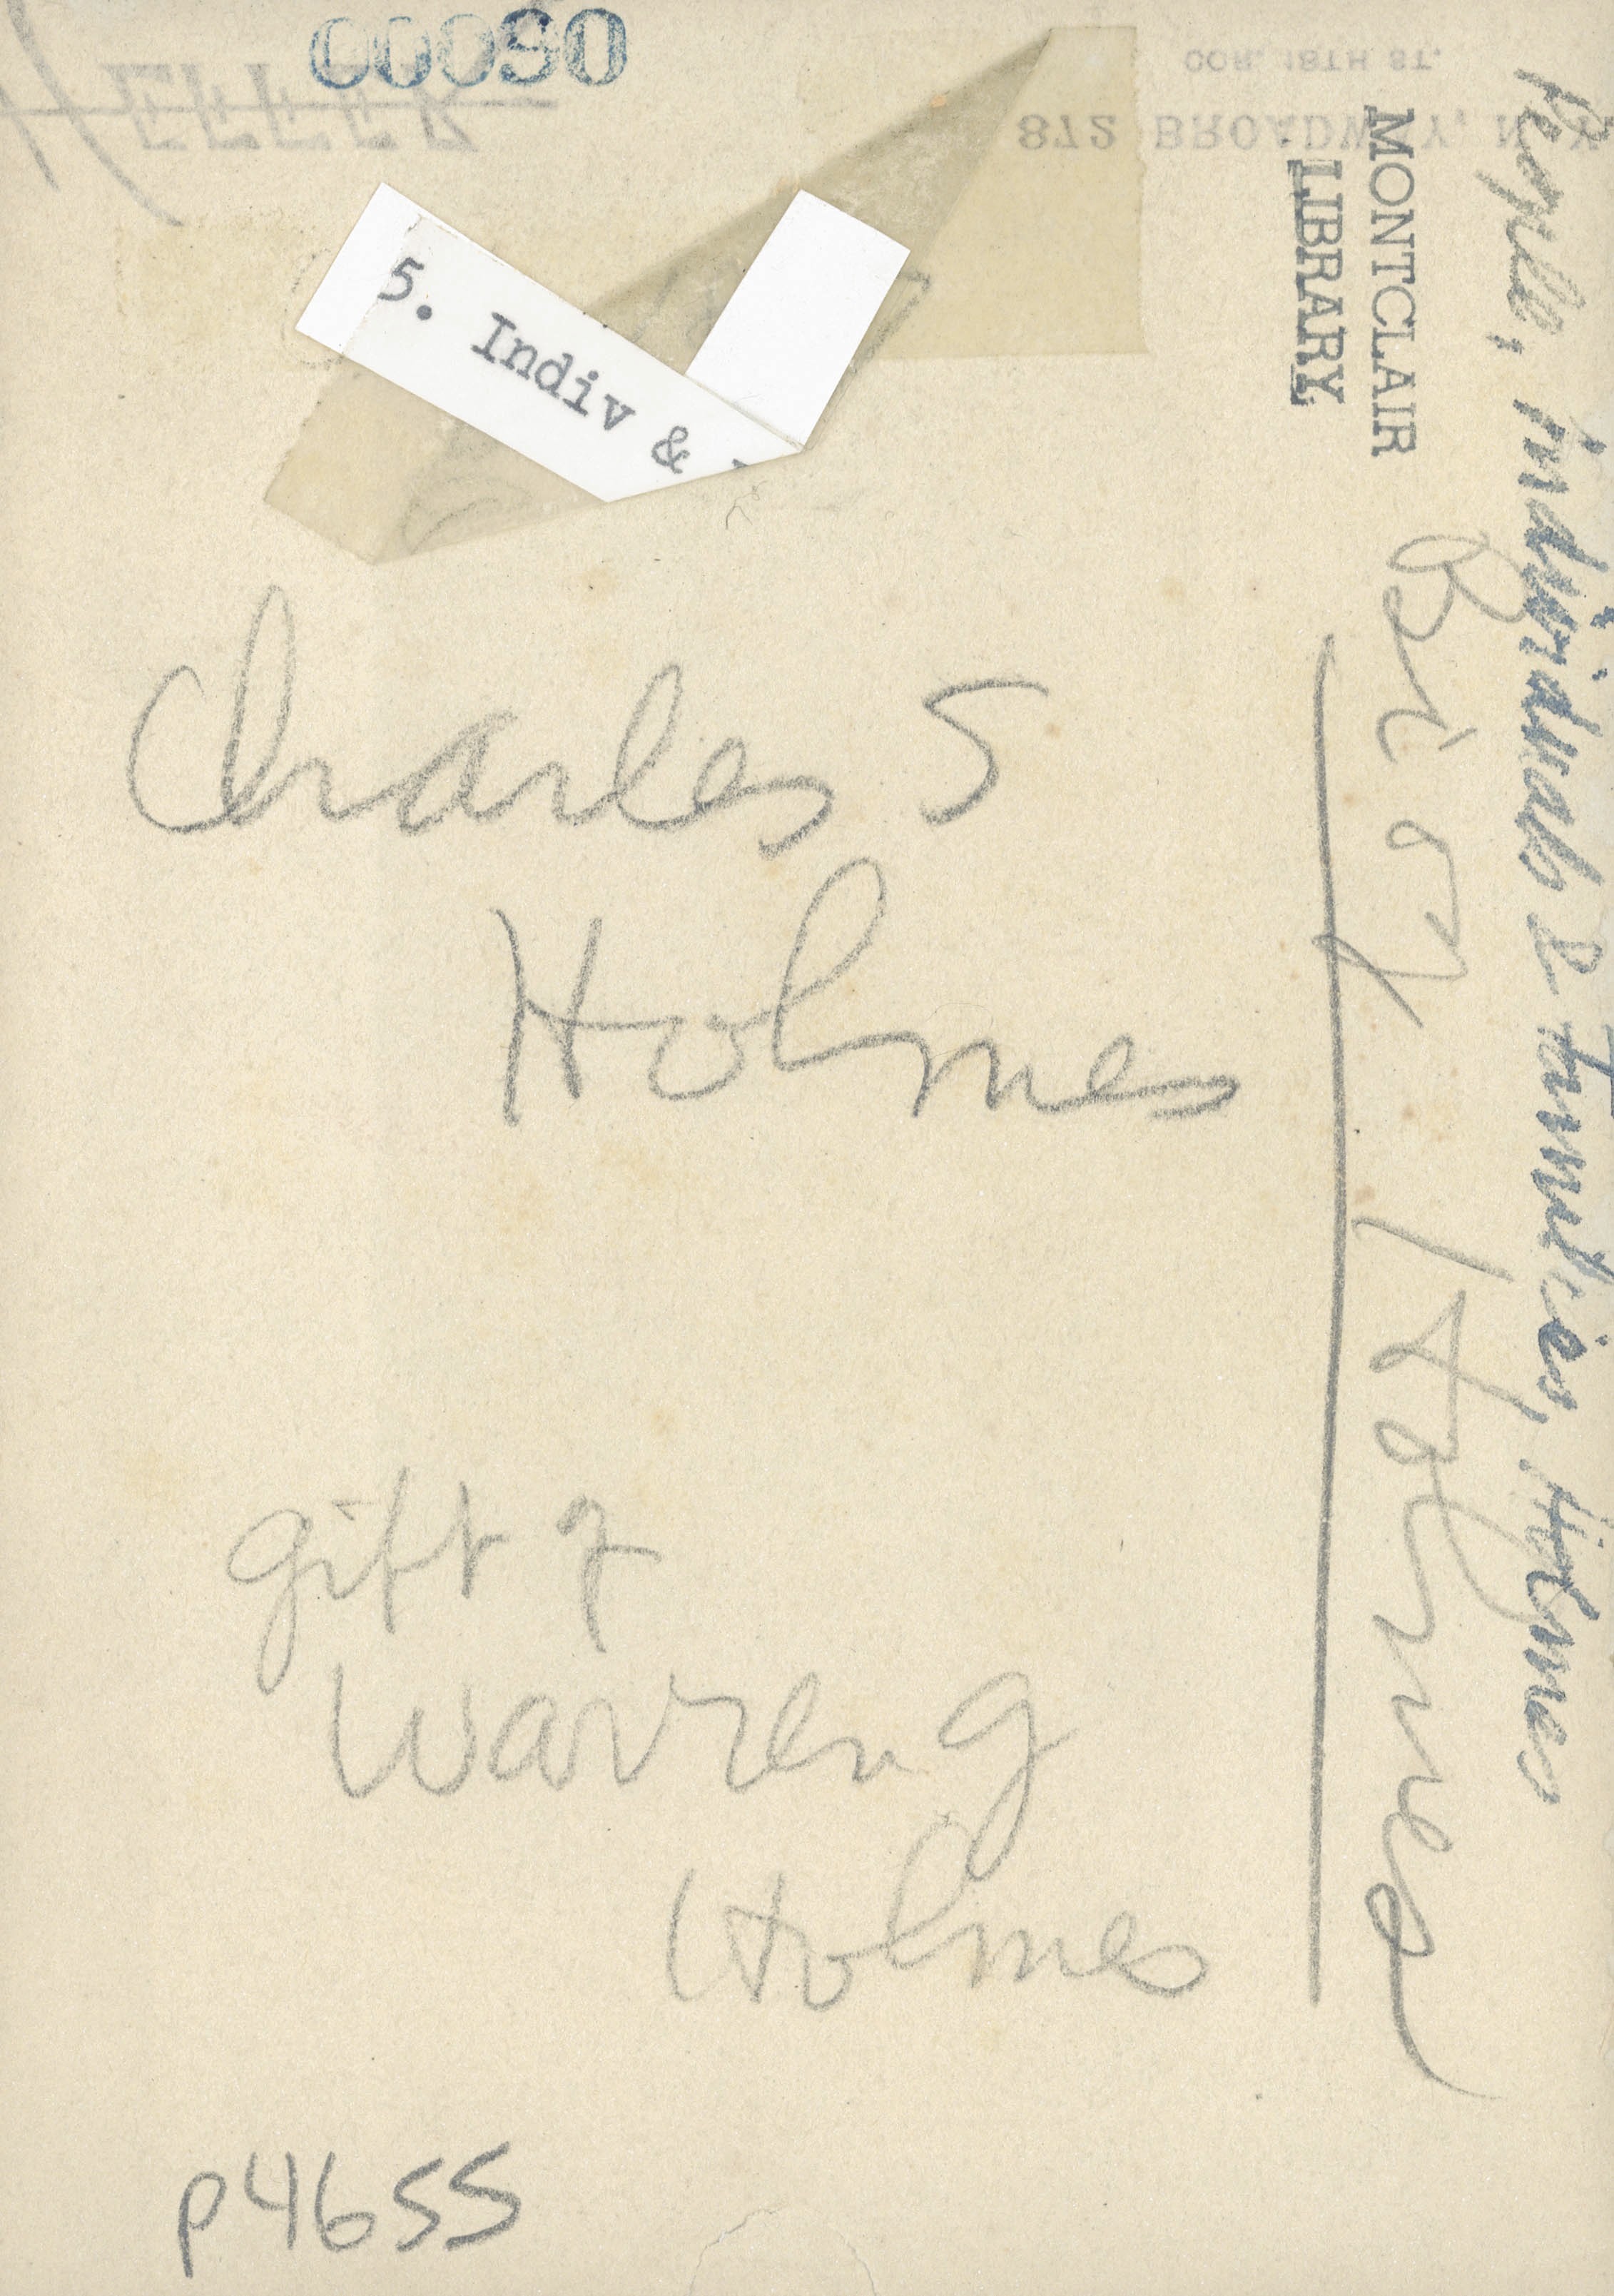 00090
COR. 18TH ST.
872 BROADWAY, N. Y.
5. Indiv &
MONTCLAIR
LIBRARY
People, Individuals & Families, Holmes
Biog Holmes
Charles S
Holmes
gift of
Warren G
Holmes
P4655